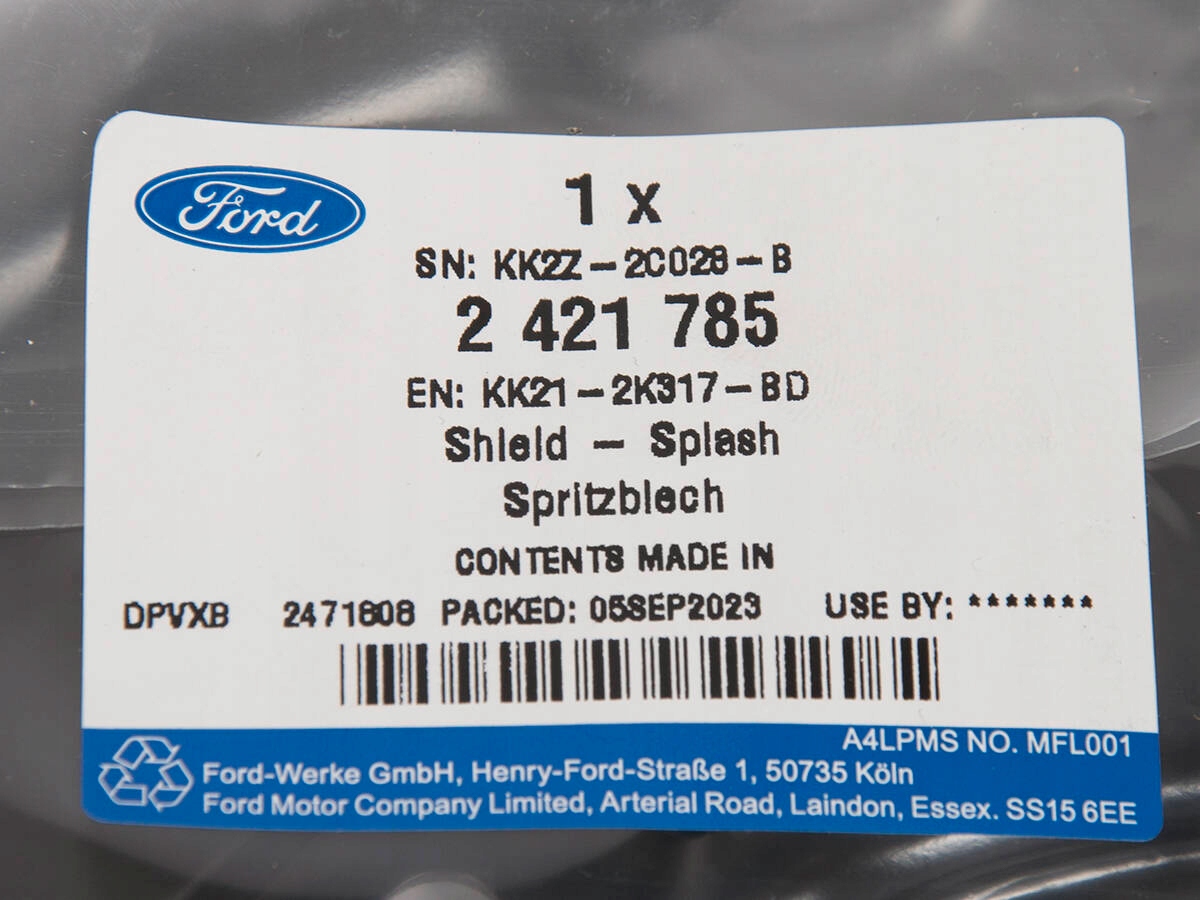 Ford
1 x
SN: KK2Z-2C028-B
2 421 785
EN: KK21-2K317-BD
Shield - Splash
Spritzblech
CONTENTS MADE IN
DPVXB 2471808 PACKED: 05SEP2023 USE BY: *******
A4LPMS NO. MFL001
Ford-Werke GmbH, Henry-Ford-Straße 1, 50735 Köln
Ford Motor Company Limited, Arterial Road, Laindon, Essex. SS15 6EE